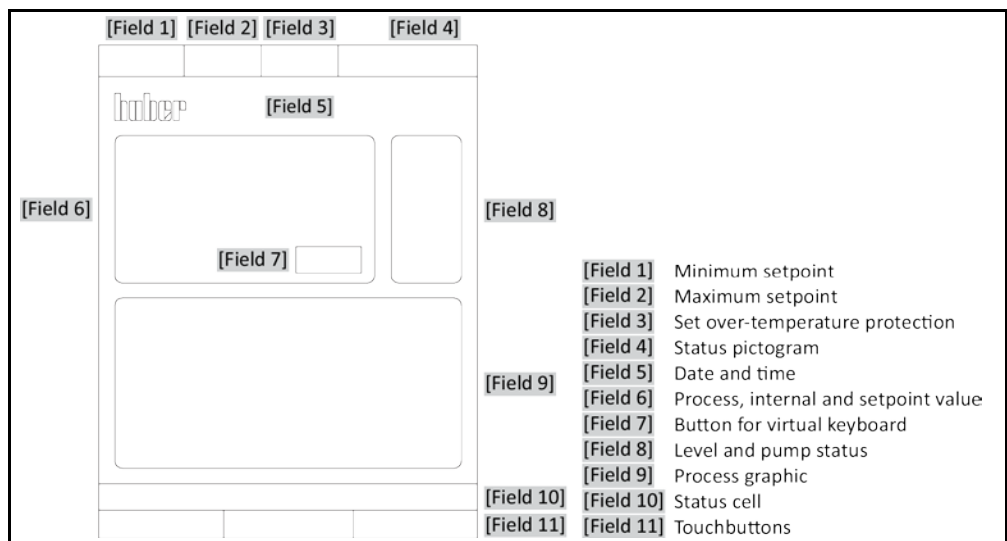 [Field 1] [Field 2] [Field 3] [Field 4]
huber [Field 5]
[Field 6]
[Field 8]
[Field 7]
[Field 9]
[Field 10]
[Field 11]
[Field 1] Minimum setpoint
[Field 2] Maximum setpoint
[Field 3] Set over-temperature protection
[Field 4] Status pictogram
[Field 5] Date and time
[Field 6] Process, internal and setpoint value
[Field 7] Button for virtual keyboard
[Field 8] Level and pump status
[Field 9] Process graphic
[Field 10] Status cell
[Field 11] Touchbuttons